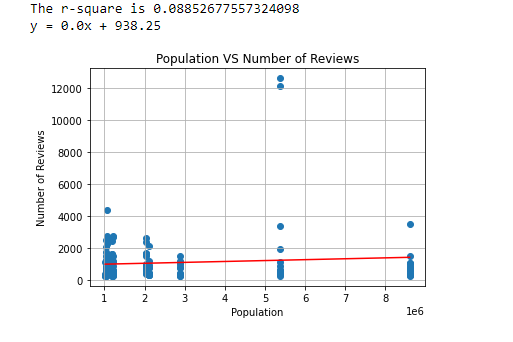 The r-square is 0.08852677557324098
y = 0.0x + 938.25
Population VS Number of Reviews
12000
10000
8000
6000
4000
2000
0
Number of Reviews
1 2 3 4 5 6 7 8
1e6
Population